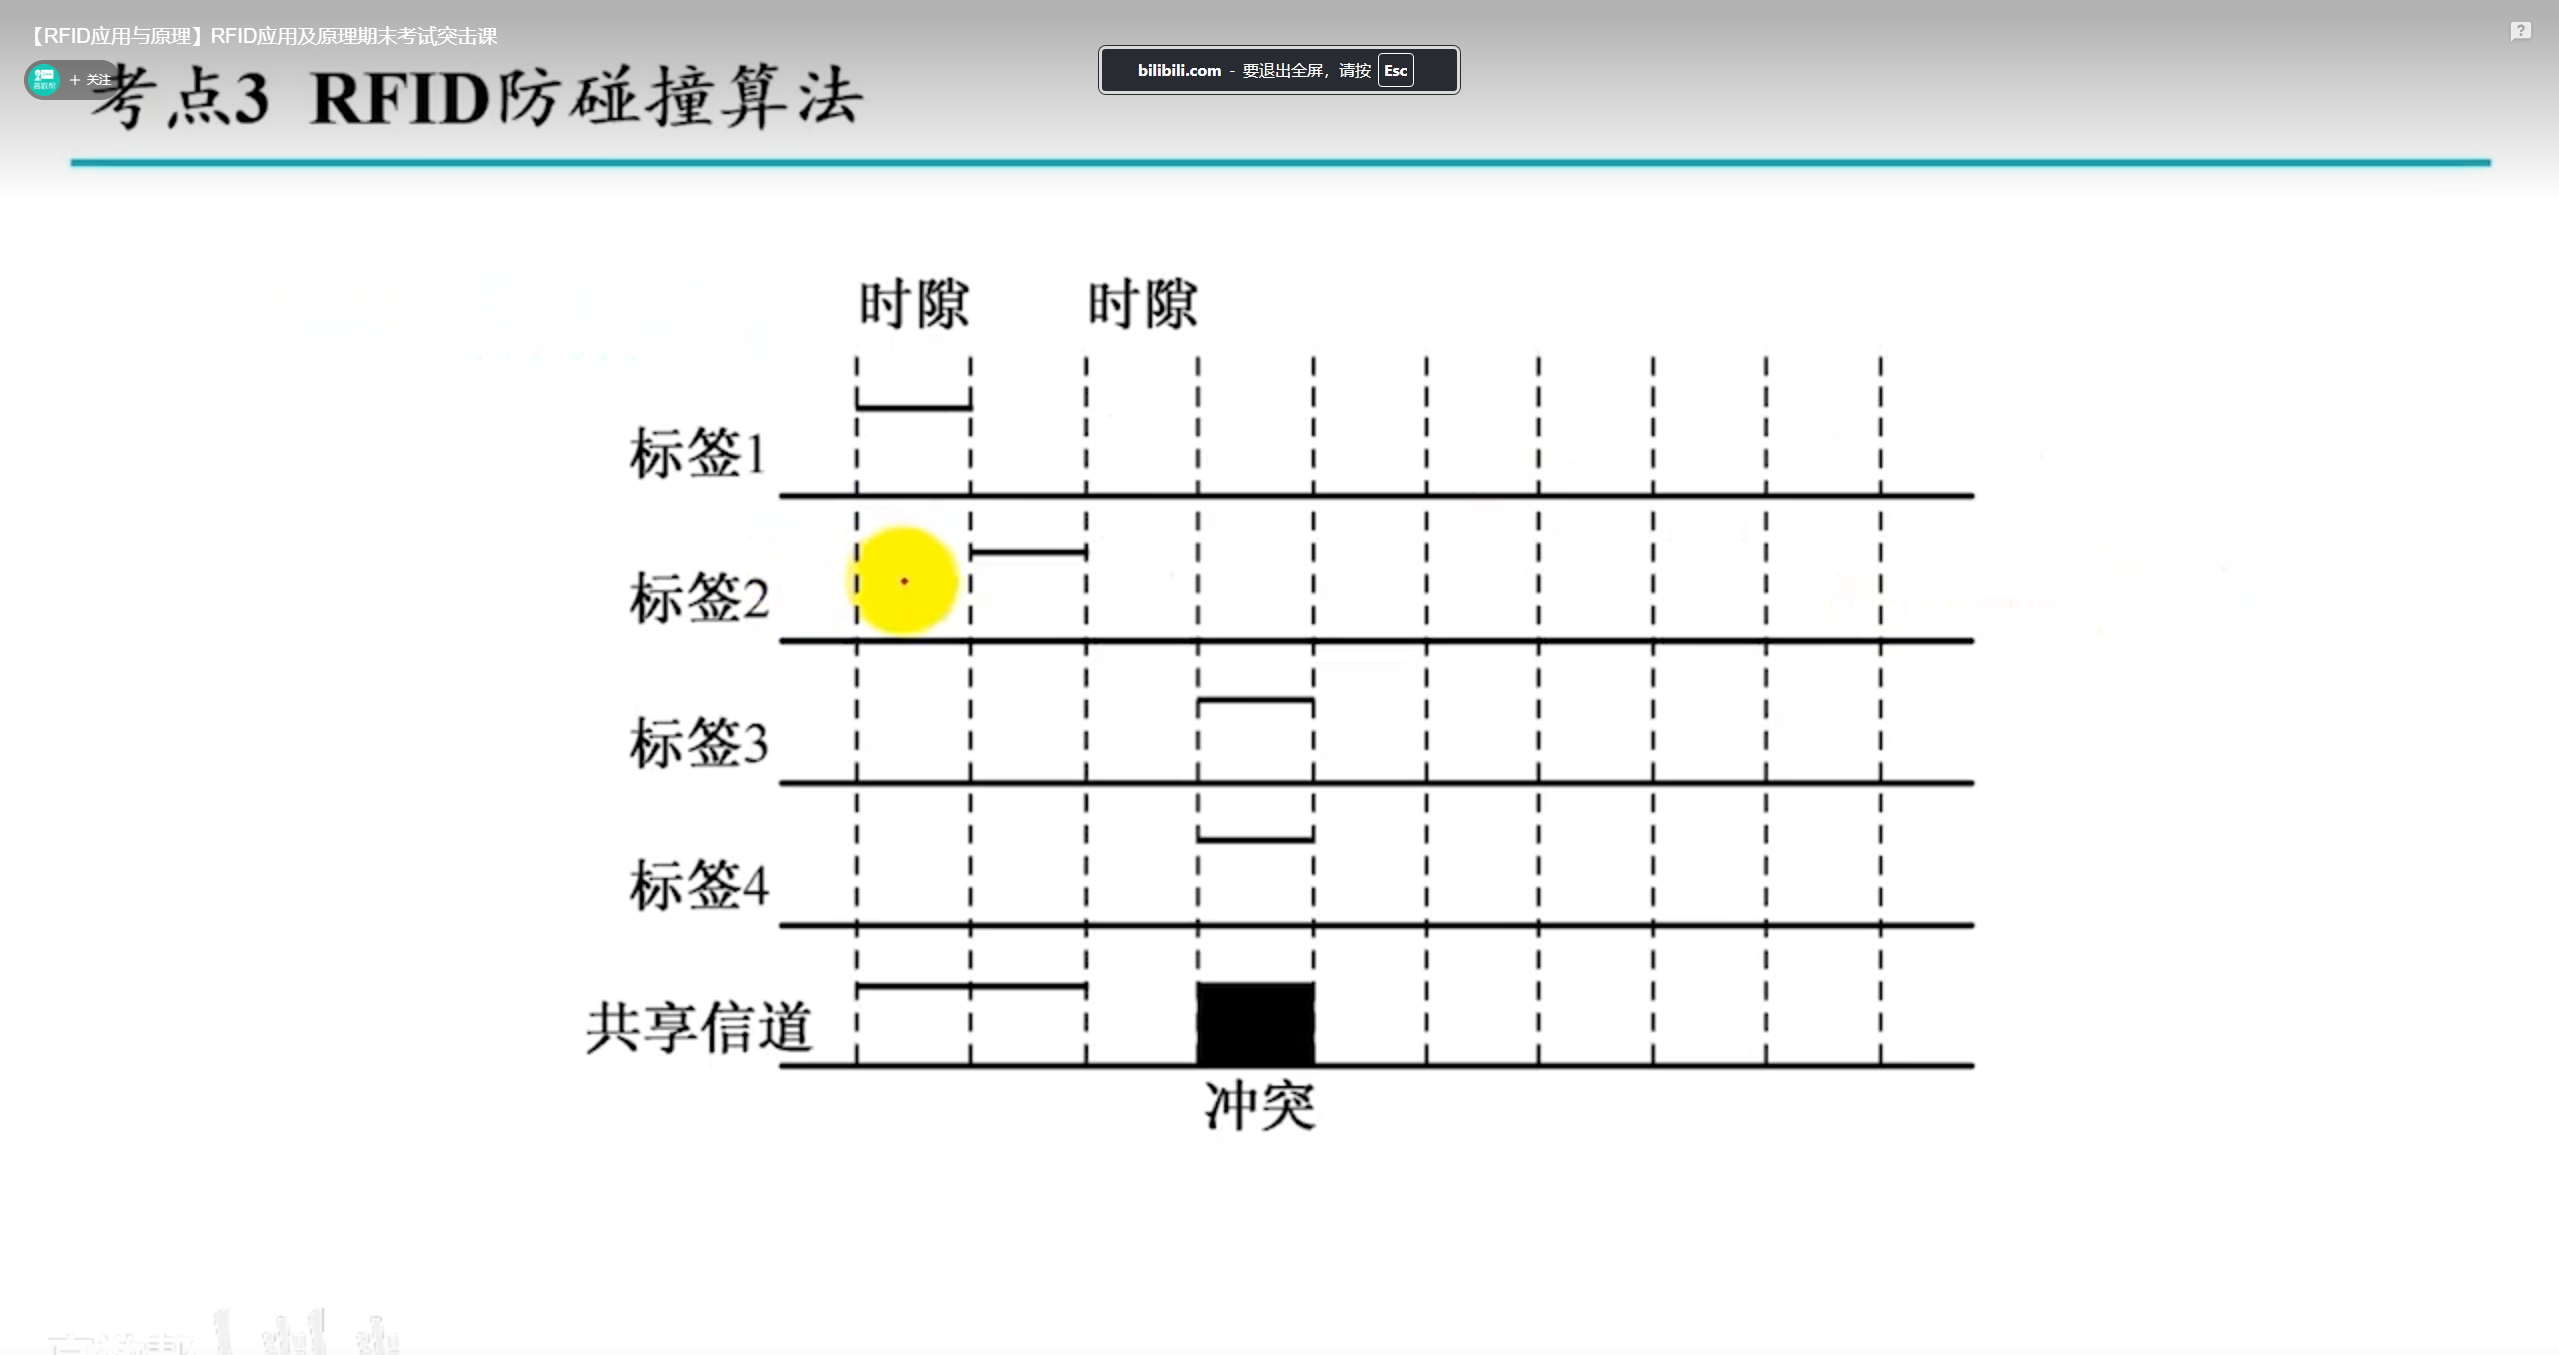 【RFID应用与原理】RFID应用及原理期末考试突击课
+ 关注
bilibili.com - 要退出全屏，请按 Esc
考点3 RFID防碰撞算法
时隙 时隙
标签1
标签2
标签3
标签4
共享信道
冲突